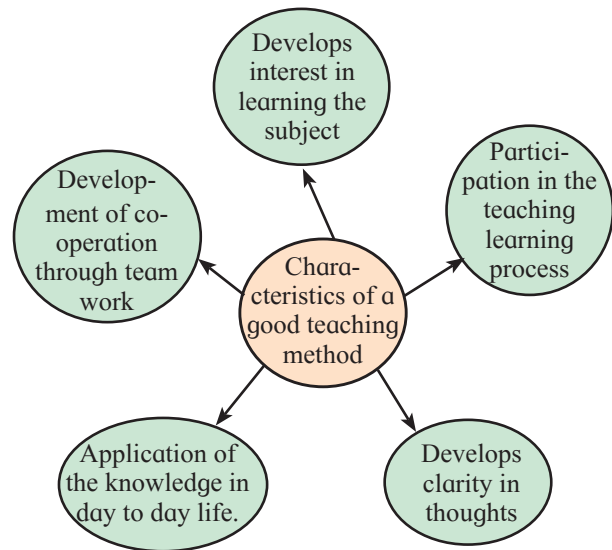 Develops
interest in
learning the
subject
Partici-
pation in the
teaching
learning
process
Develop-
ment of co-
operation
through team
work
Chara-
cteristics of a
good teaching
method
Application of
the knowledge in
day to day life.
Develops
clarity in
thoughts